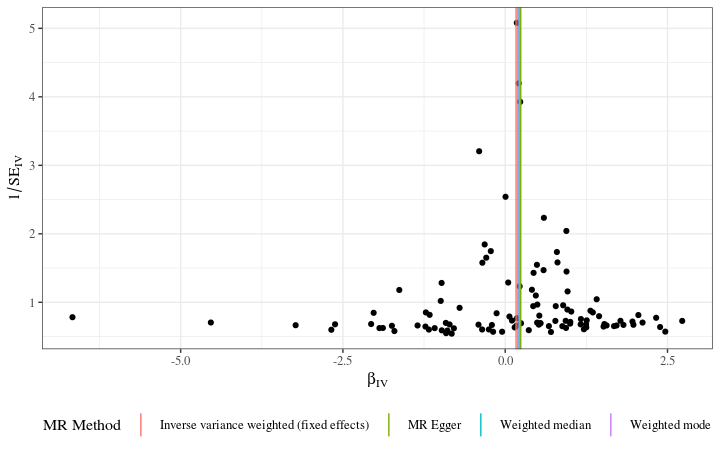 5
4
3
2
1
1/SE_IV
-5.0 -2.5 0.0 2.5
β_IV
MR Method Inverse variance weighted (fixed effects) MR Egger Weighted median Weighted mode